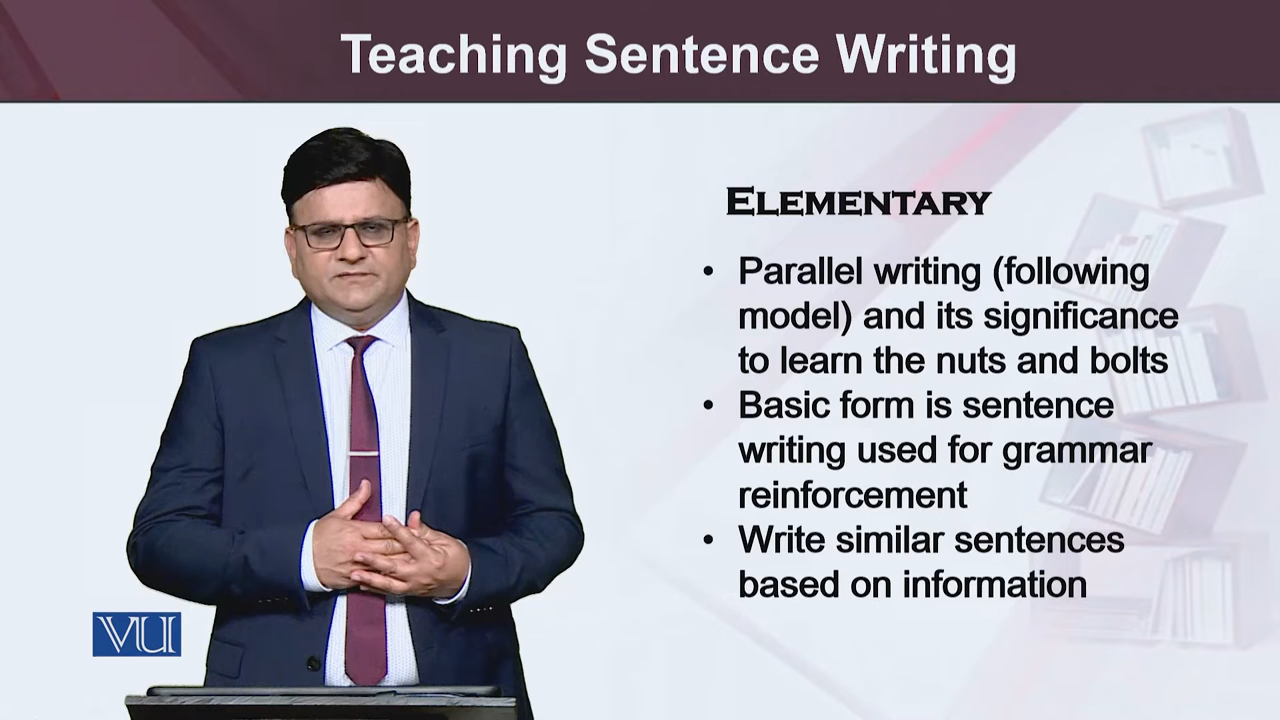 Teaching Sentence Writing
ELEMENTARY
• Parallel writing (following
model) and its significance
to learn the nuts and bolts
• Basic form is sentence
writing used for grammar
reinforcement
• Write similar sentences
based on information
VU